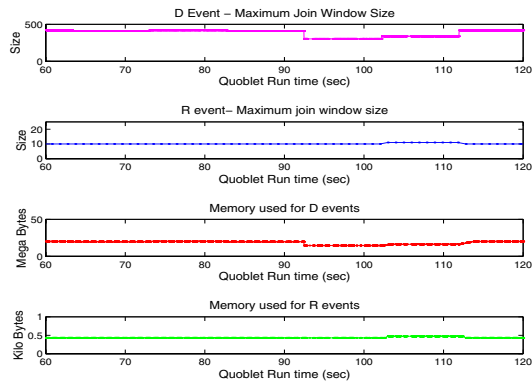 D Event − Maximum Join Window Size
500
Size
0
60 70 80 90 100 110 120
Quoblet Run time (sec)
R event− Maximum join window size
20
Size
10
0
60 70 80 90 100 110 120
Quoblet Run time (sec)
Memory used for D events
50
Mega Bytes
0
60 70 80 90 100 110 120
Quoblet Run time (sec)
Memory used for R events
1
Kilo Bytes
0.5
0
60 70 80 90 100 110 120
Quoblet Run time (sec)